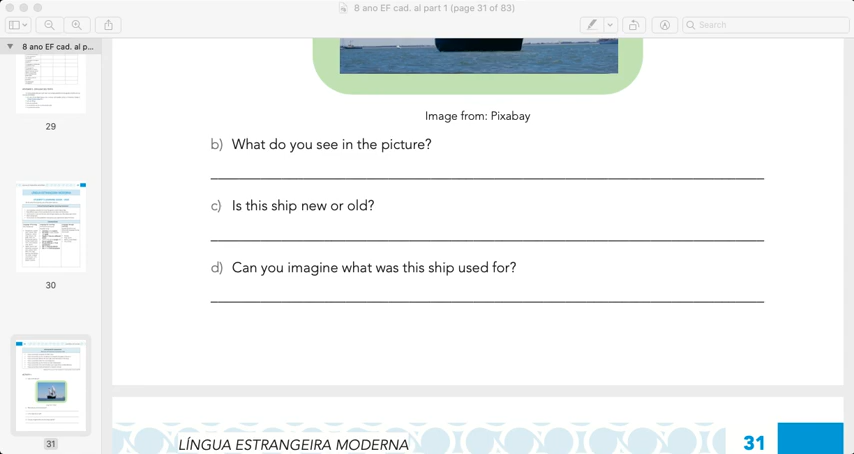 8 ano EF cad. al part 1 (page 31 of 83)
Search
8 ano EF cad. al p...
29
30
31
Image from: Pixabay
b) What do you see in the picture?
c) Is this ship new or old?
d) Can you imagine what was this ship used for?
LÍNGUA ESTRANGEIRA MODERNA
31